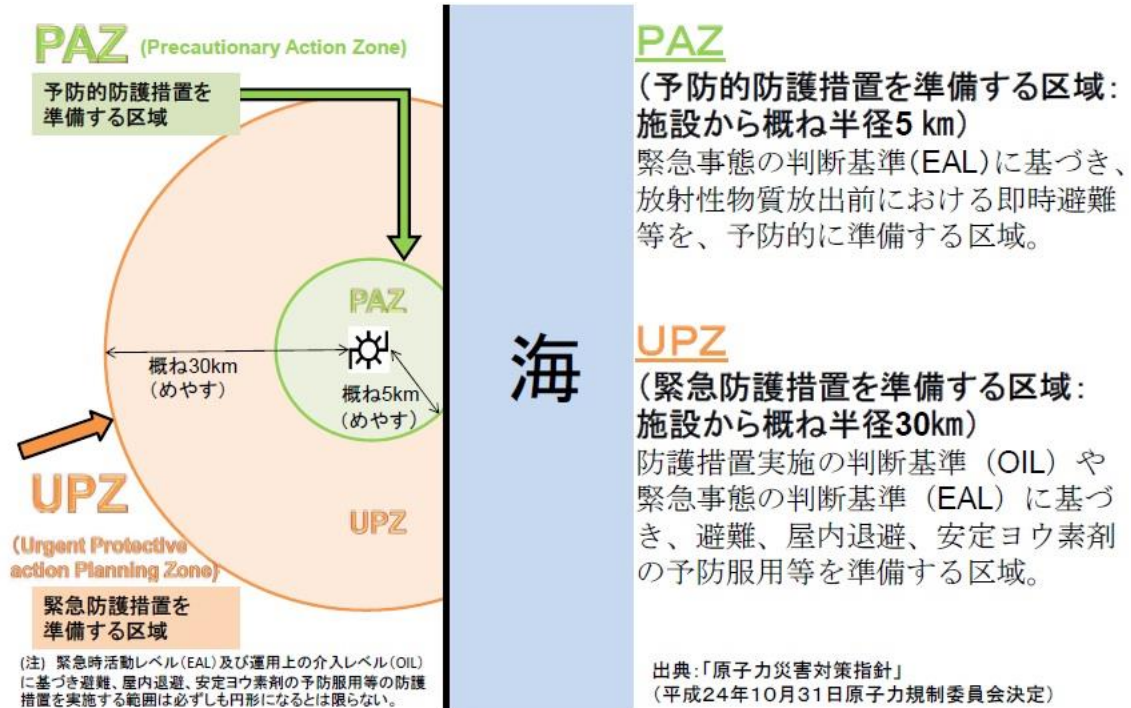 PAZ (Precautionary Action Zone)
予防的防護措置を
準備する区域
PAZ
概ね30km
(めやす)
概ね5km
(めやす)
UPZ
UPZ
(Urgent Protective
action Planning Zone)
緊急防護措置を
準備する区域
(注) 緊急時活動レベル(EAL)及び運用上の介入レベル(OIL)
に基づき避難、屋内退避、安定ヨウ素剤の予防服用等の防護
措置を実施する範囲は必ずしも円形になるとは限らない。
海
PAZ
(予防的防護措置を準備する区域:
施設から概ね半径5 km)
緊急事態の判断基準(EAL)に基づき、
放射性物質放出前における即時避難
等を、予防的に準備する区域。
UPZ
(緊急防護措置を準備する区域:
施設から概ね半径30㎞)
防護措置実施の判断基準（OIL）や
緊急事態の判断基準（EAL）に基づ
き、避難、屋内退避、安定ヨウ素剤
の予防服用等を準備する区域。
出典:「原子力災害対策指針」
(平成24年10月31日原子力規制委員会決定)